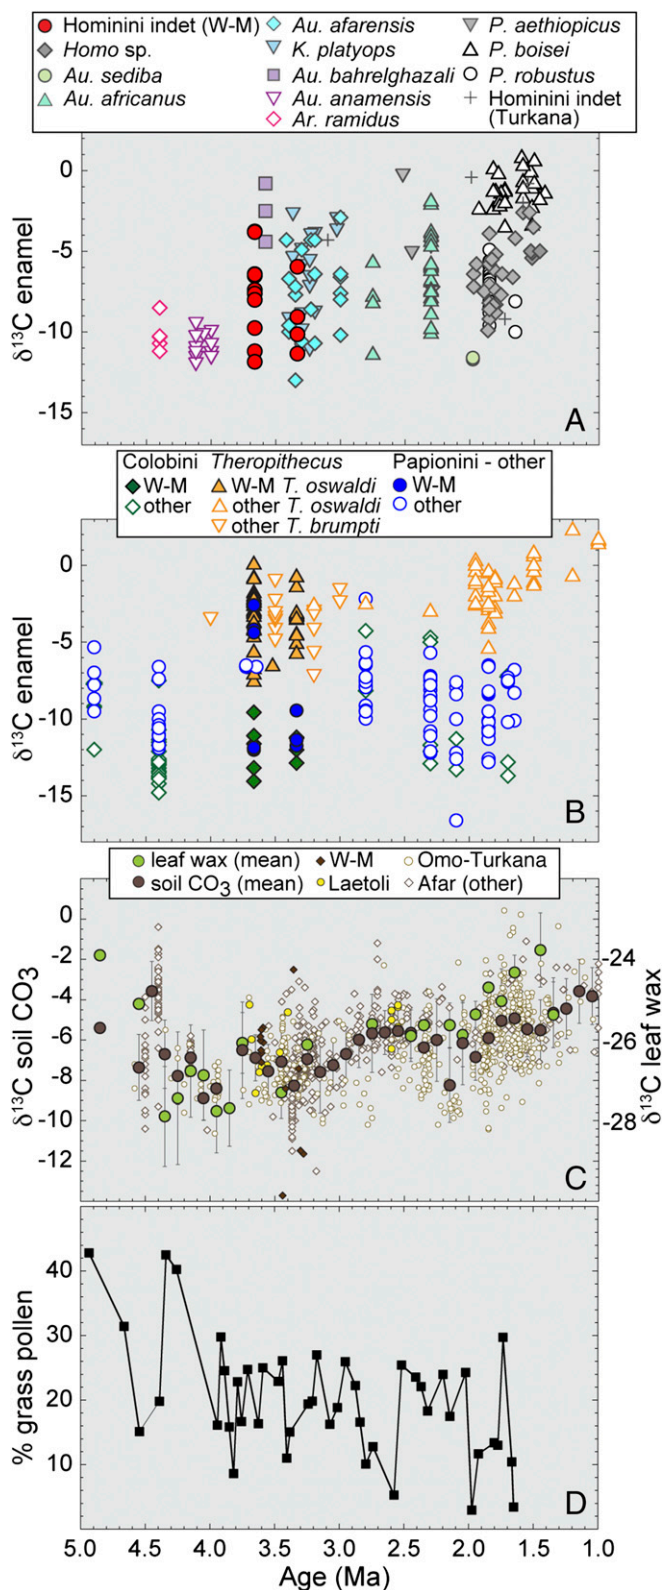 Hominini indet (W-M)
Homo sp.
Au. sediba
Au. africanus
Au. afarensis
K. platyops
Au. bahrelghazali
Au. anamensis
Ar. ramidus
P. aethiopicus
P. boisei
P. robustus
Hominini indet
(Turkana)
0
-5
-10
-15
δ¹³C enamel
A
Colobini Theropithecus Papionini - other
W-M W-M T. oswaldi W-M
other other T. oswaldi other
other T. brumpti
0
-5
-10
-15
δ¹³C enamel
B
leaf wax (mean) W-M Omo-Turkana
soil CO₃ (mean) Laetoli Afar (other)
0
-2
-4
-6
-8
-10
-12
δ¹³C soil CO₃
-24
-26
-28
δ¹³C leaf wax
C
40
30
20
10
% grass pollen
D
5.0 4.5 4.0 3.5 3.0 2.5 2.0 1.5 1.0
Age (Ma)